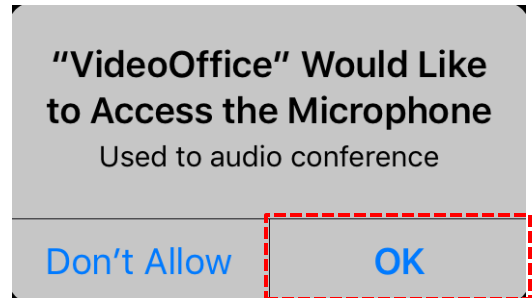 “VideoOffice” Would Like
to Access the Microphone
Used to audio conference
Don’t Allow
OK